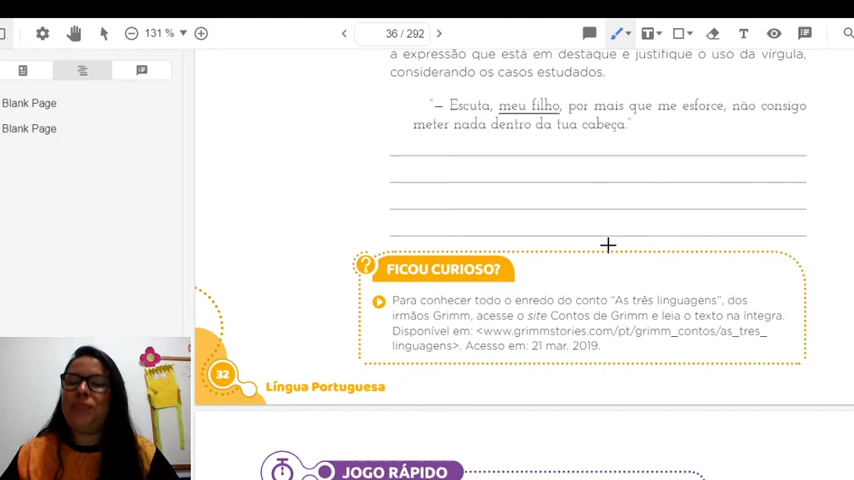 131 %
36 / 292
Blank Page
Blank Page
a expressão que está em destaque e justifique o uso da vírgula,
considerando os casos estudados.
"– Escuta, meu filho, por mais que me esforce, não consigo
meter nada dentro da tua cabeça."
? FICOU CURIOSO?
Para conhecer todo o enredo do conto "As três linguagens", dos
irmãos Grimm, acesse o site Contos de Grimm e leia o texto na íntegra.
Disponível em: <www.grimmstories.com/pt/grimm_contos/as_tres_
linguagens>. Acesso em: 21 mar. 2019.
32
Língua Portuguesa
JOGO RÁPIDO